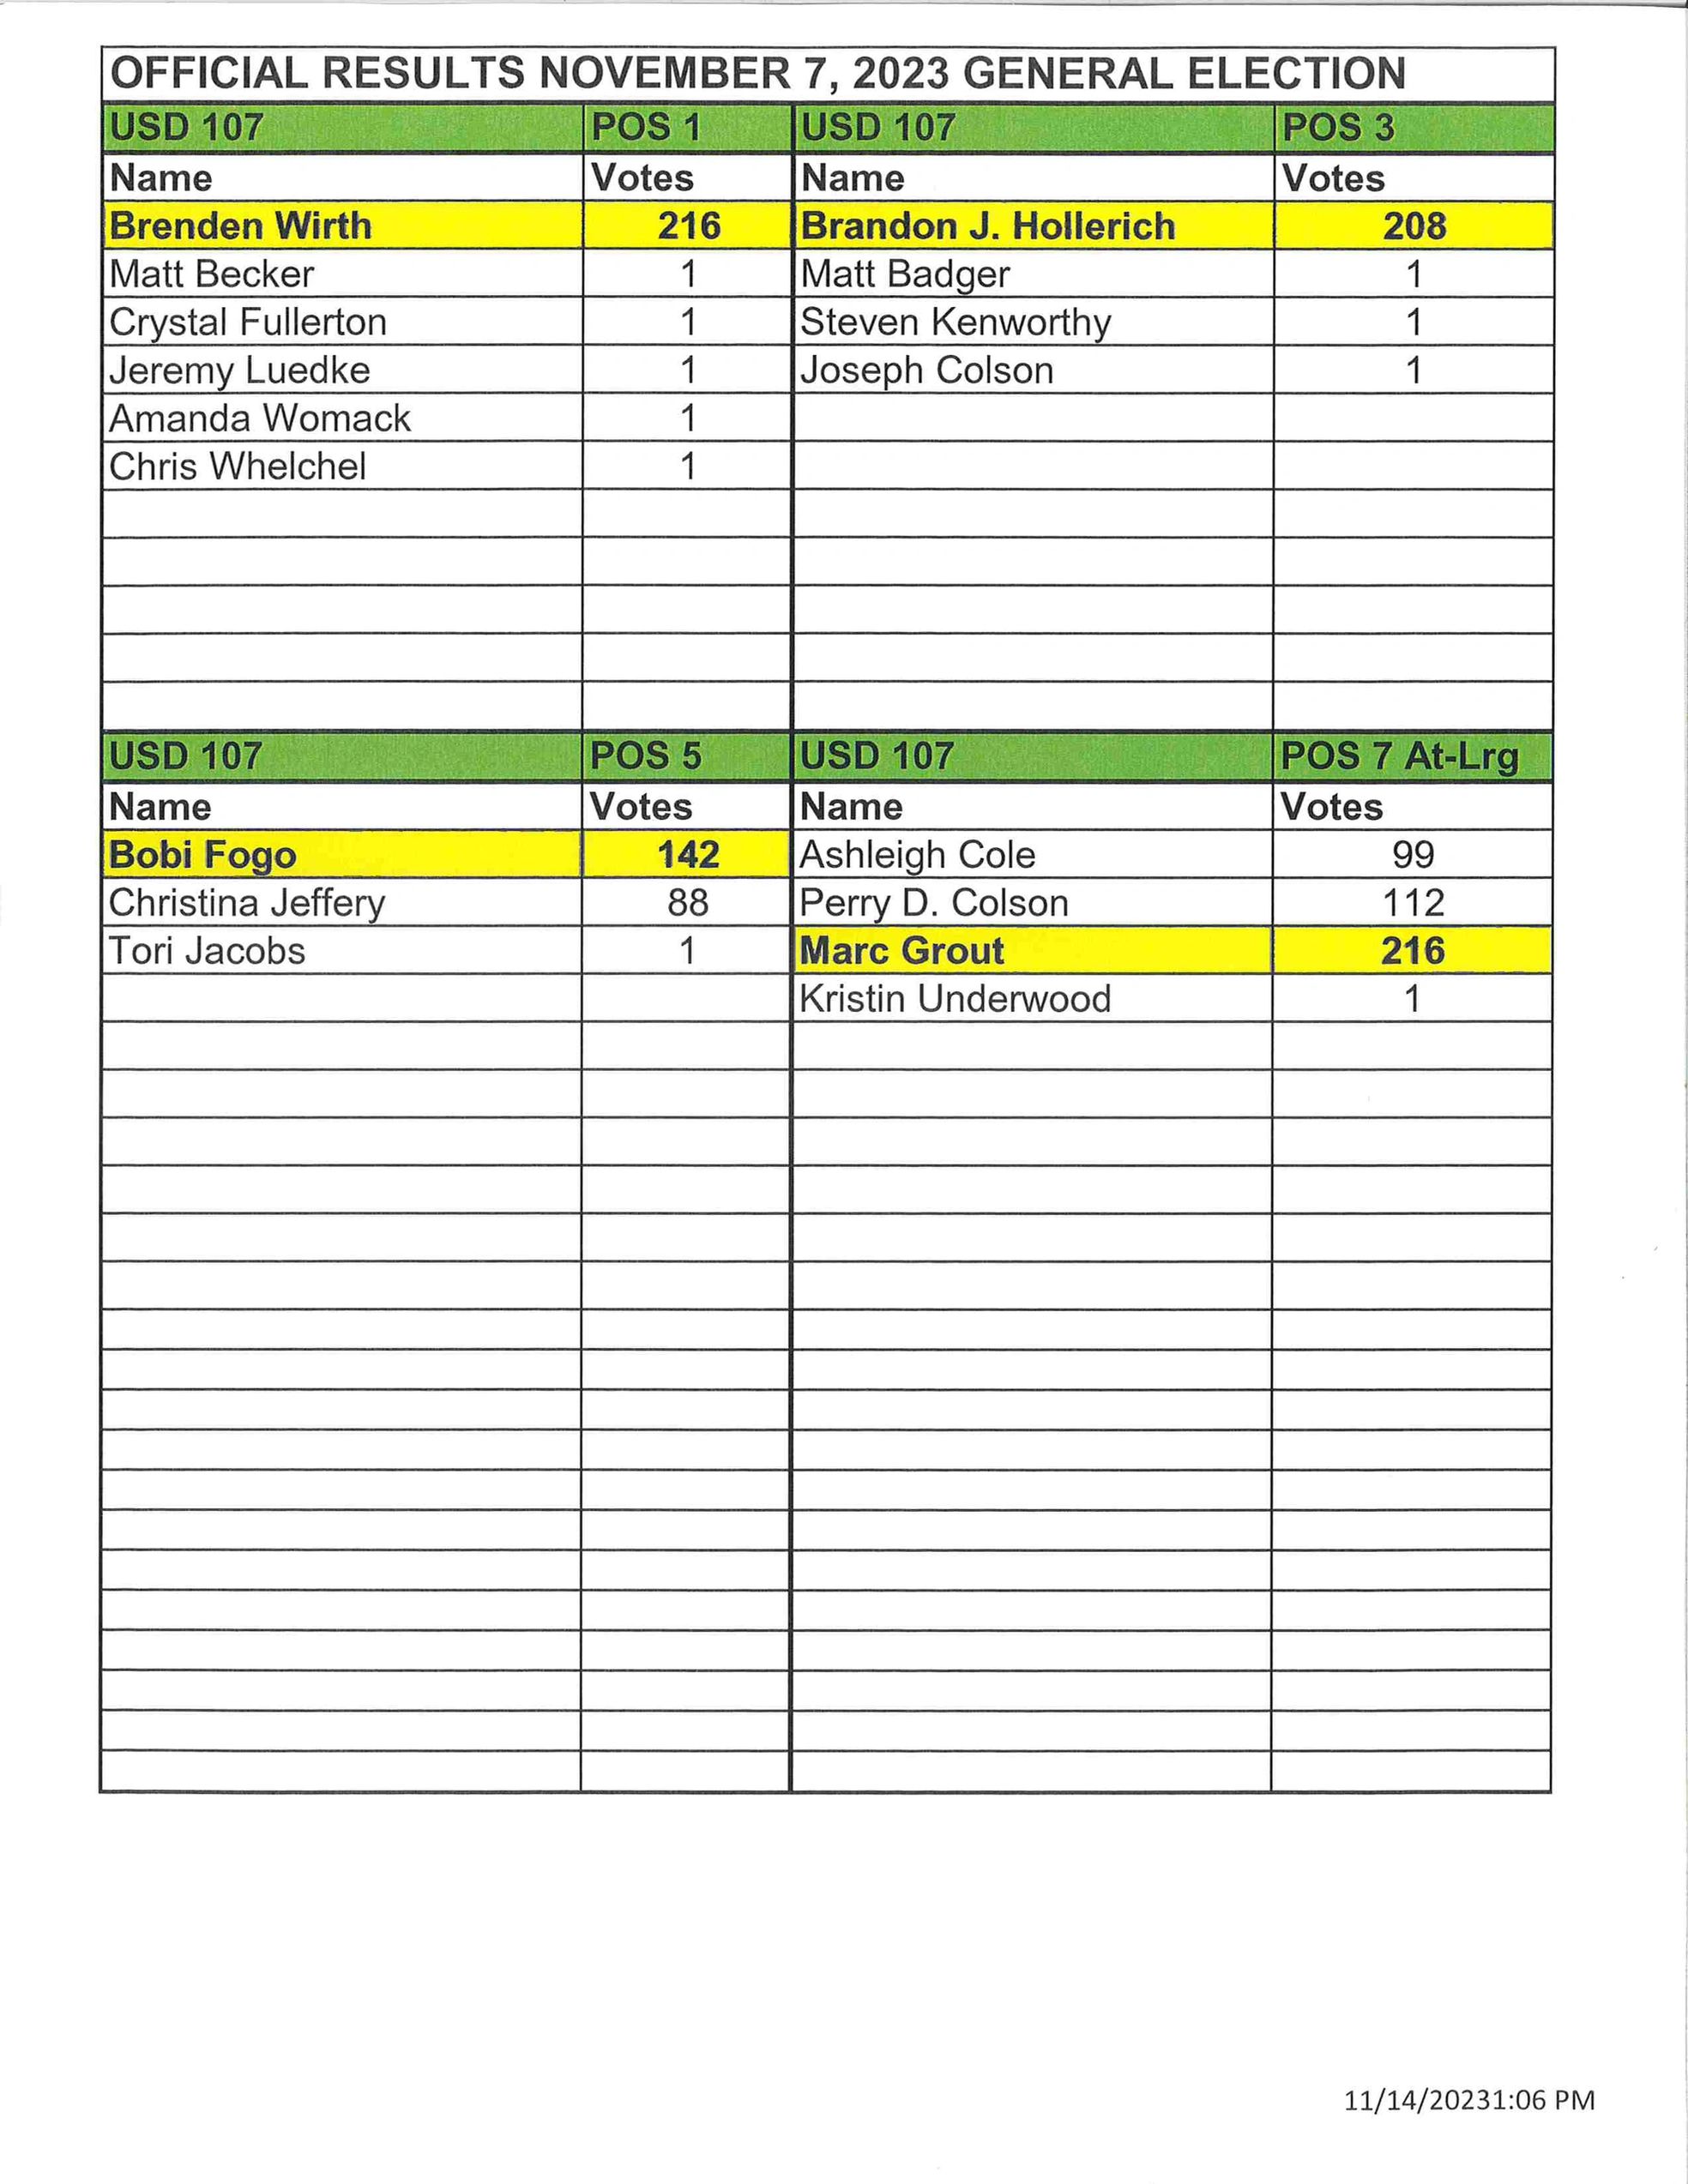 OFFICIAL RESULTS NOVEMBER 7, 2023 GENERAL ELECTION
USD 107 POS 1 USD 107 POS 3
Name Votes Name Votes
Brenden Wirth 216 Brandon J. Hollerich 208
Matt Becker 1 Matt Badger 1
Crystal Fullerton 1 Steven Kenworthy 1
Jeremy Luedke 1 Joseph Colson 1
Amanda Womack 1
Chris Whelchel 1
USD 107 POS 5 USD 107 POS 7 At-Lrg
Name Votes Name Votes
Bobi Fogo 142 Ashleigh Cole 99
Christina Jeffery 88 Perry D. Colson 112
Tori Jacobs 1 Marc Grout 216
Kristin Underwood 1
11/14/20231:06 PM